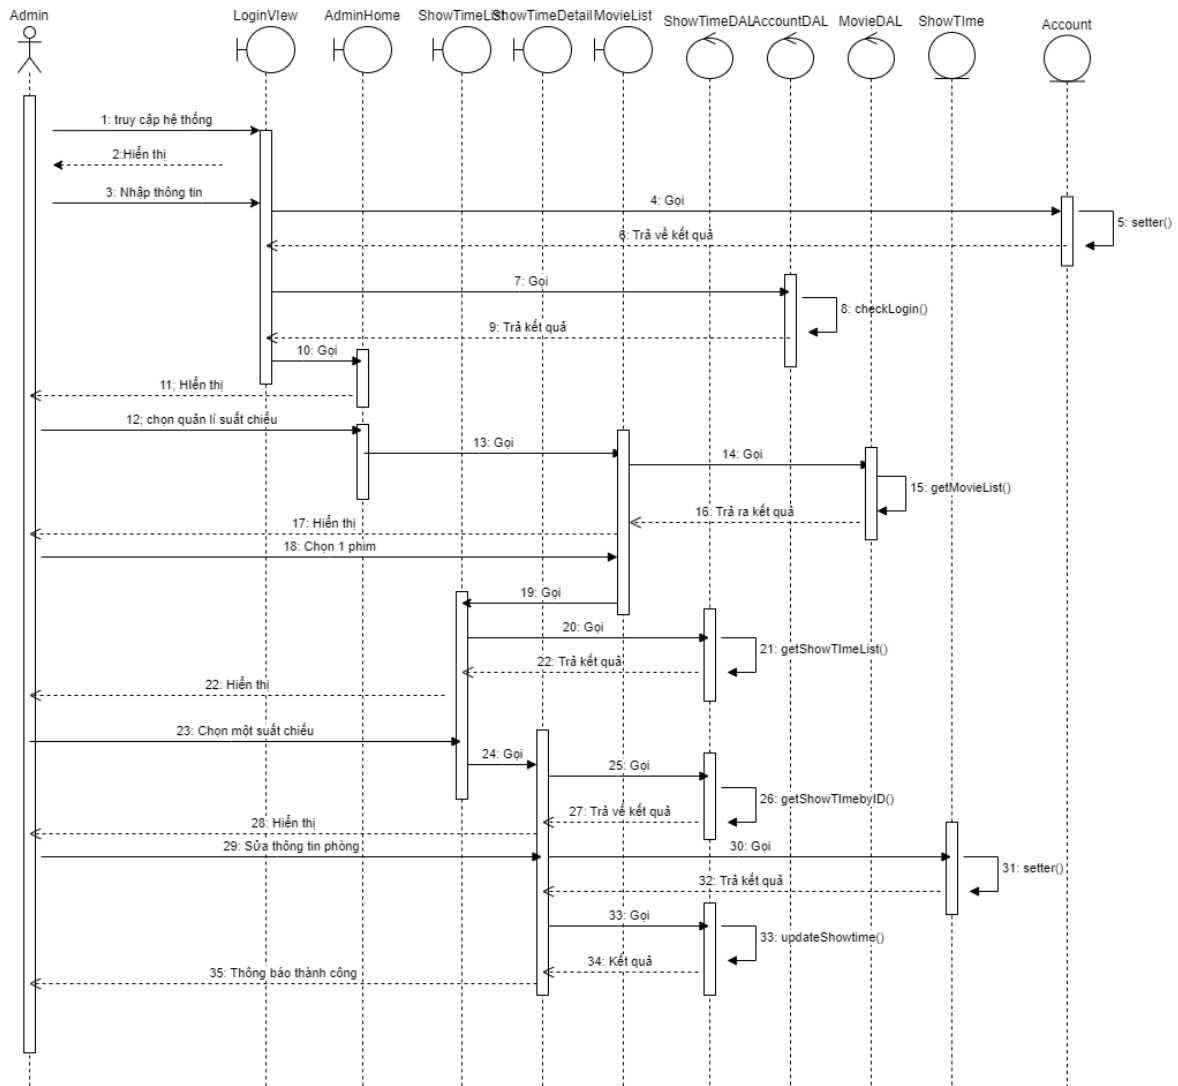 Admin
LoginVIew
AdminHome
ShowTimeList
ShowTimeDetail
MovieList
ShowTimeDAL
AccountDAL
MovieDAL
ShowTIme
Account
1: truy cập hệ thống
2:Hiển thị
3: Nhập thông tin
4: Gọi
5: setter()
6: Trả về kết quả
7: Gọi
8: checkLogin()
9: Trả kết quả
10: Gọi
11; HIển thị
12; chọn quản lí suất chiếu
13: Gọi
14: Gọi
15: getMovieList()
16: Trả ra kết quả
17: Hiển thị
18: Chọn 1 phim
19: Gọi
20: Gọi
21: getShowTImeList()
22: Trả kết quả
22: Hiển thị
23: Chọn một suất chiếu
24: Gọi
25: Gọi
26: getShowTImebyID()
27: Trả về kết quả
28: Hiển thị
29: Sửa thông tin phòng
30: Gọi
31: setter()
32: Trả kết quả
33: Gọi
33: updateShowtime()
34: Kết quả
35: Thông báo thành công